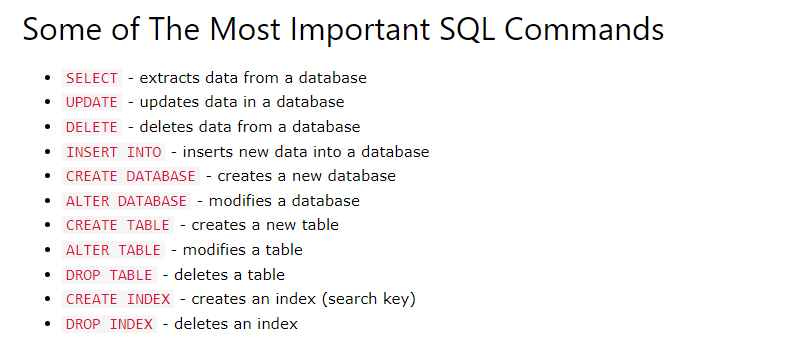 Some of The Most Important SQL Commands
• SELECT - extracts data from a database
• UPDATE - updates data in a database
• DELETE - deletes data from a database
• INSERT INTO - inserts new data into a database
• CREATE DATABASE - creates a new database
• ALTER DATABASE - modifies a database
• CREATE TABLE - creates a new table
• ALTER TABLE - modifies a table
• DROP TABLE - deletes a table
• CREATE INDEX - creates an index (search key)
• DROP INDEX - deletes an index